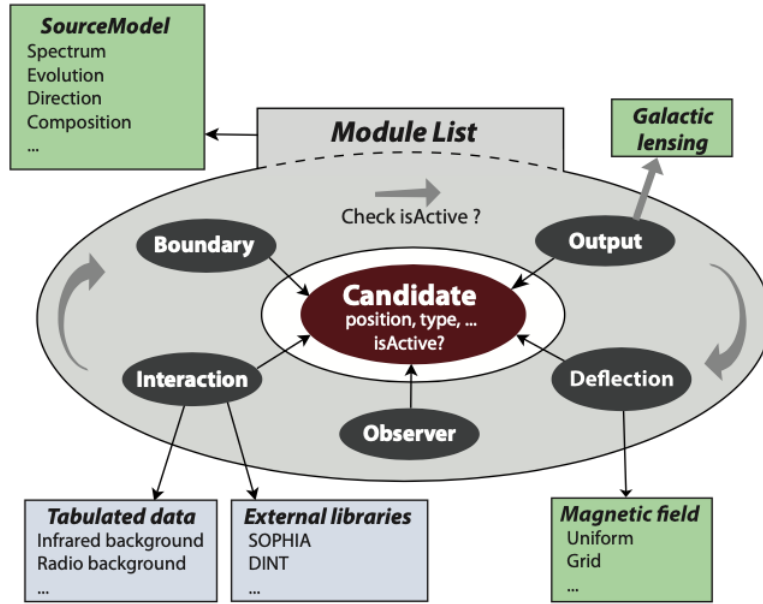 SourceModel
Spectrum
Evolution
Direction
Composition
...
Module List
Galactic
lensing
Check isActive ?
Boundary
Output
Candidate
position, type, ...
isActive?
Interaction
Deflection
Observer
Tabulated data
Infrared background
Radio background
...
External libraries
SOPHIA
DINT
...
Magnetic field
Uniform
Grid
...